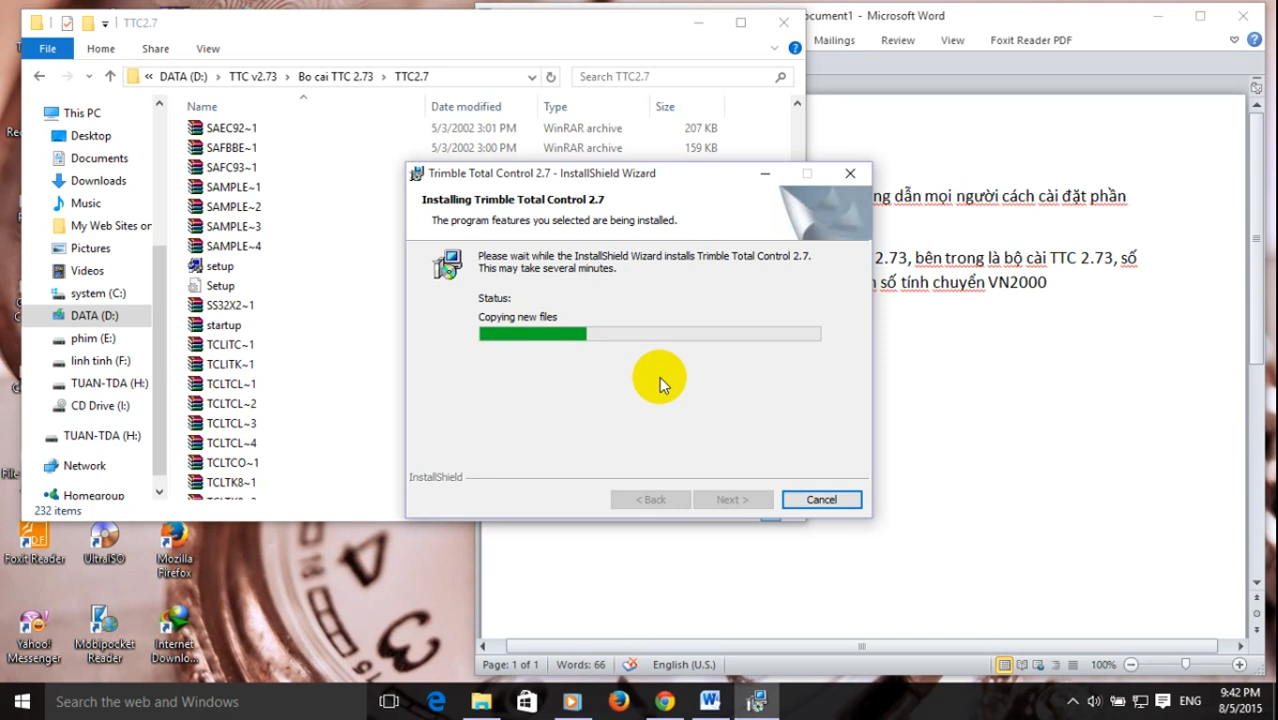 TTC2.7
File Home Share View
« DATA (D:) › TTC v2.73 › Bo cai TTC 2.73 › TTC2.7
Search TTC2.7
This PC
Desktop
Documents
Downloads
Music
My Web Sites on
Pictures
Videos
system (C:)
DATA (D:)
phim (E:)
linh tinh (F:)
TUAN-TDA (H:)
CD Drive (I:)
TUAN-TDA (H:)
Network
Homegroup
232 items
Name Date modified Type Size
SAEC92~1 5/3/2002 3:01 PM WinRAR archive 207 KB
SAFBBE~1 5/3/2002 3:00 PM WinRAR archive 159 KB
SAFC93~1
SAMPLE~1
SAMPLE~2
SAMPLE~3
SAMPLE~4
setup
Setup
SS32X2~1
startup
TCLITC~1
TCLITK~1
TCLTCL~1
TCLTCL~2
TCLTCL~3
TCLTCL~4
TCLTCO~1
TCLTK8~1
Trimble Total Control 2.7 - InstallShield Wizard
Installing Trimble Total Control 2.7
The program features you selected are being installed.
Please wait while the InstallShield Wizard installs Trimble Total Control 2.7.
This may take several minutes.
Status:
Copying new files
InstallShield
< Back Next > Cancel
ocument1 - Microsoft Word
Mailings Review View Foxit Reader PDF
ng dẫn mọi người cách cài đặt phần
2.73, bên trong là bộ cài TTC 2.73, số
số tính chuyển VN2000
Page: 1 of 1 Words: 66 English (U.S.) 100%
Foxit Reader
UltraISO
Mozilla
Firefox
Yahoo!
Messenger
Mobipocket
Reader
Internet
Downlo...
Search the web and Windows
ENG
9:42 PM
8/5/2015